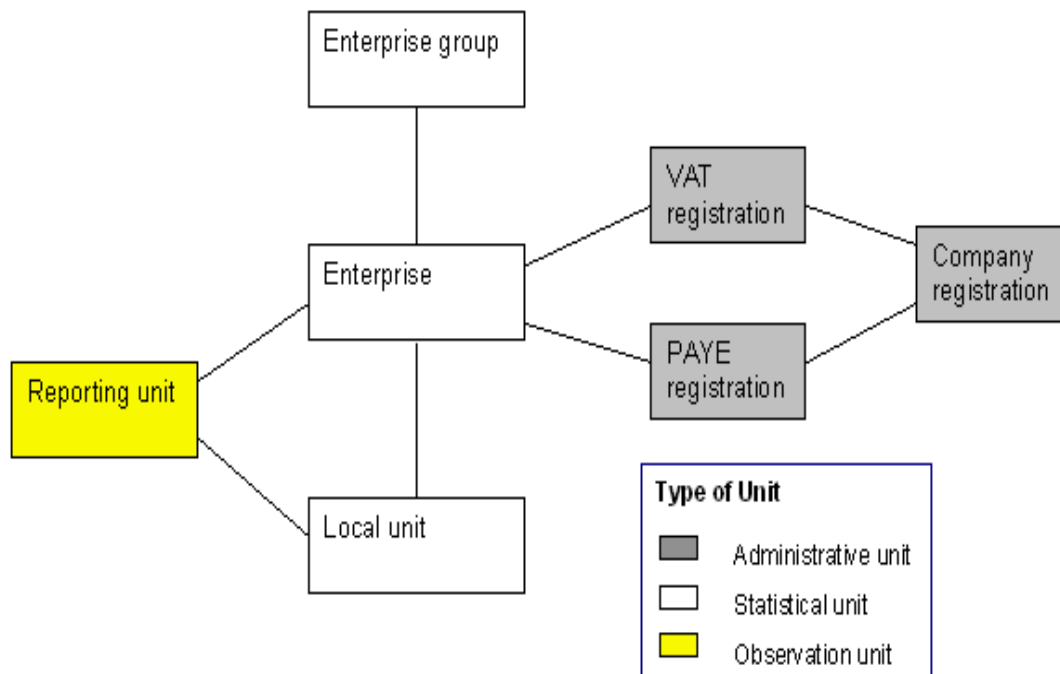 Enterprise group
VAT
registration
Enterprise
Company
registration
PAYE
registration
Reporting unit
Local unit
Type of Unit
Administrative unit
Statistical unit
Observation unit